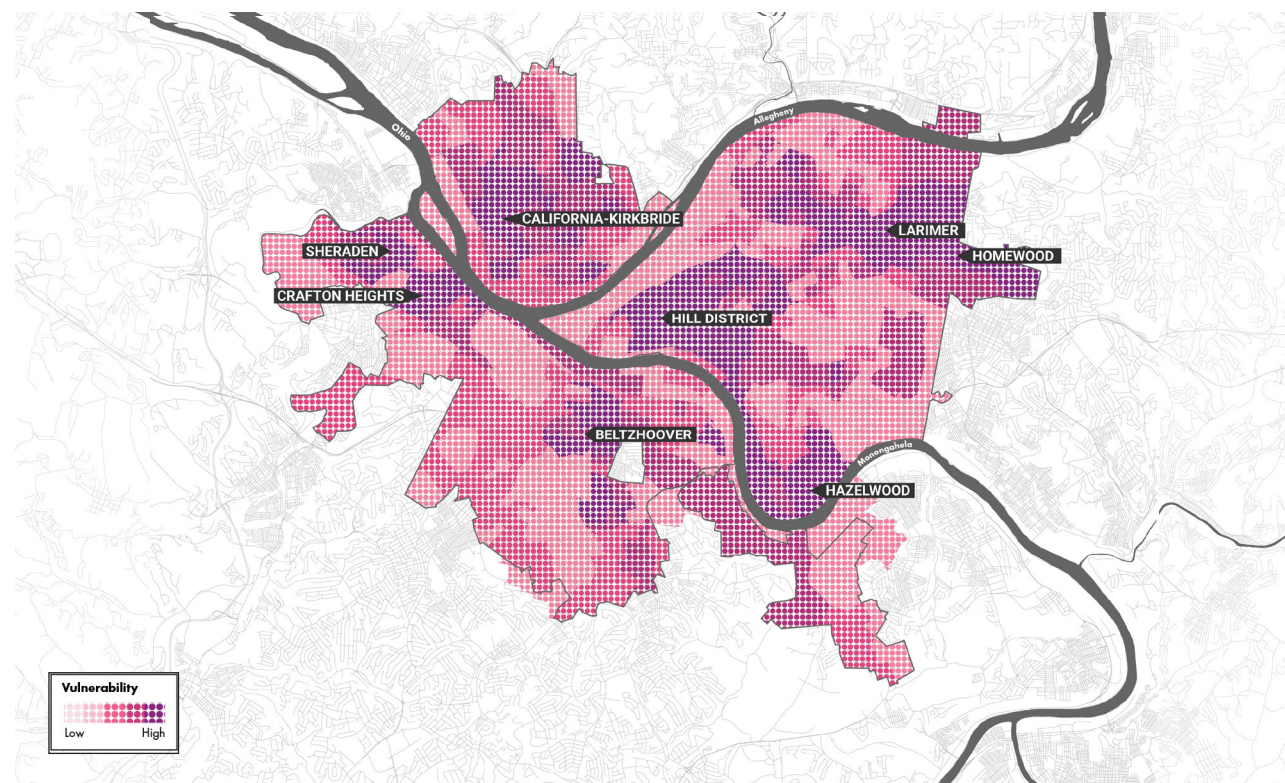 Ohio
Allegheny
CALIFORNIA-KIRKBRIDE
LARIMER
SHERADEN
HOMEWOOD
CRAFTON HEIGHTS
HILL DISTRICT
BELTZHOOVER
Monongahela
HAZELWOOD
Vulnerability
Low High